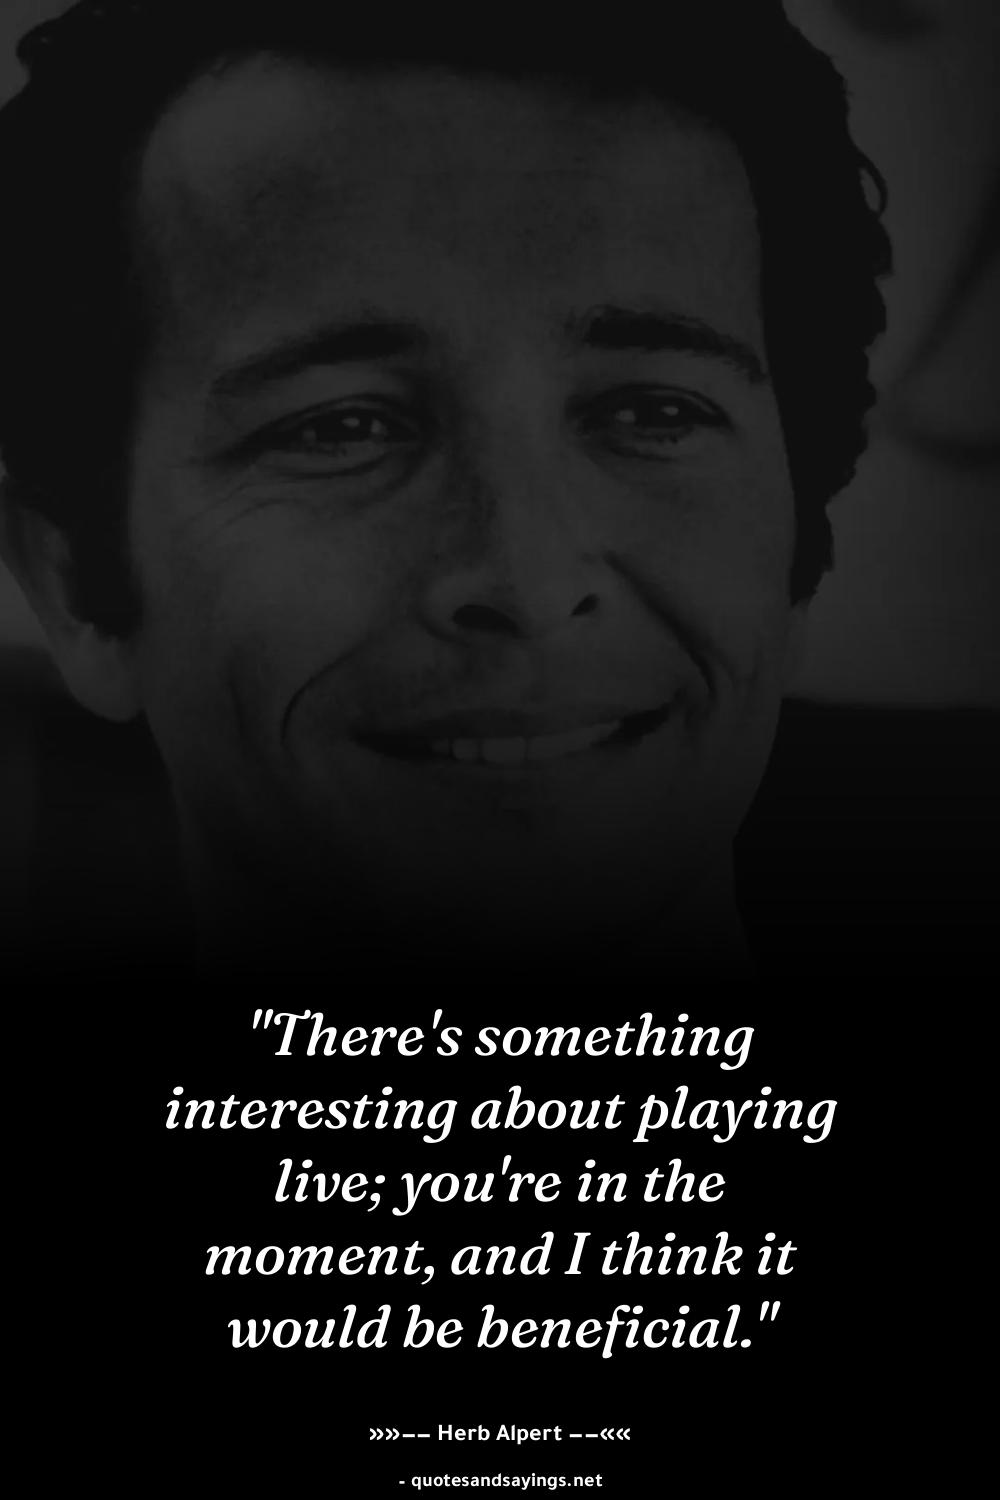 "There's something
interesting about playing
live; you're in the
moment, and I think it
would be beneficial."
»»–– Herb Alpert ––««
- quotesandsayings.net